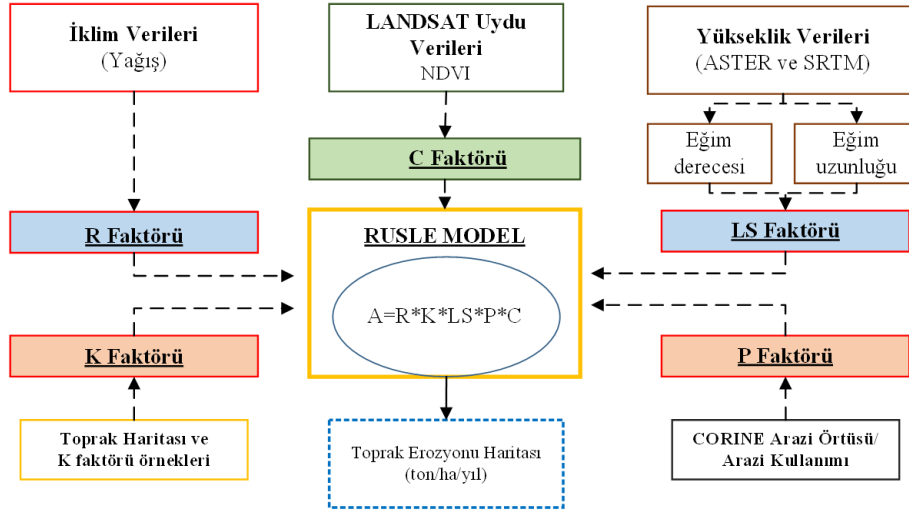 İklim Verileri
(Yağış)
LANDSAT Uydu
Verileri
NDVI
Yükseklik Verileri
(ASTER ve SRTM)
Eğim
derecesi
Eğim
uzunluğu
C Faktörü
R Faktörü
RUSLE MODEL
LS Faktörü
A=R*K*LS*P*C
K Faktörü
P Faktörü
Toprak Haritası ve
K faktörü örnekleri
Toprak Erozyonu Haritası
(ton/ha/yıl)
CORINE Arazi Örtüsü/
Arazi Kullanımı